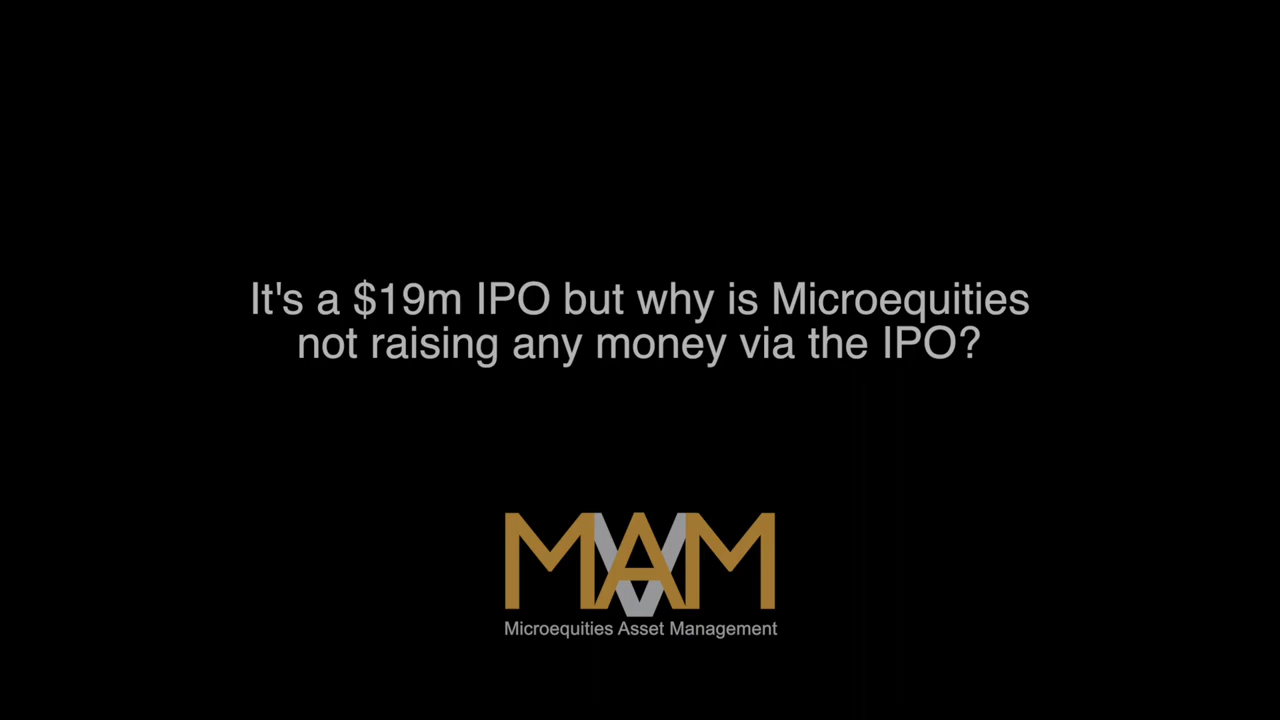 It's a $19m IPO but why is Microequities
not raising any money via the IPO?
MAM
Microequities Asset Management